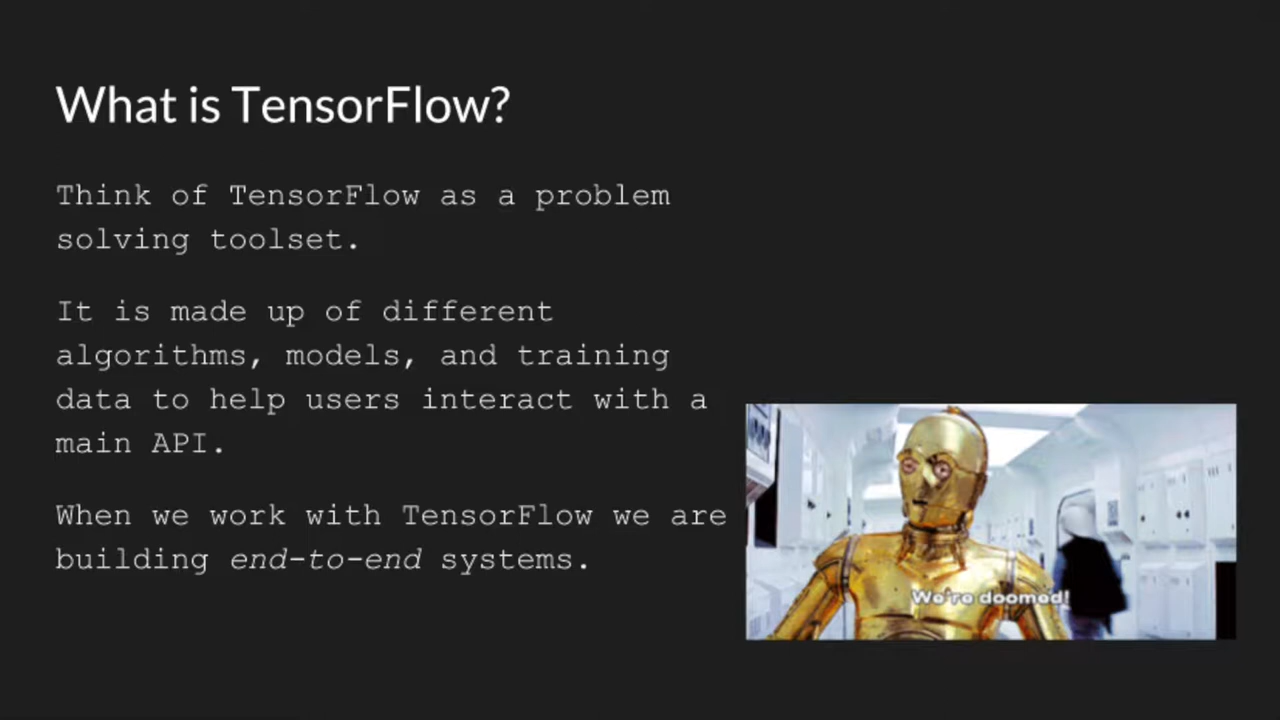 What is TensorFlow?
Think of TensorFlow as a problem
solving toolset.
It is made up of different
algorithms, models, and training
data to help users interact with a
main API.
When we work with TensorFlow we are
building end-to-end systems.
We're doomed!